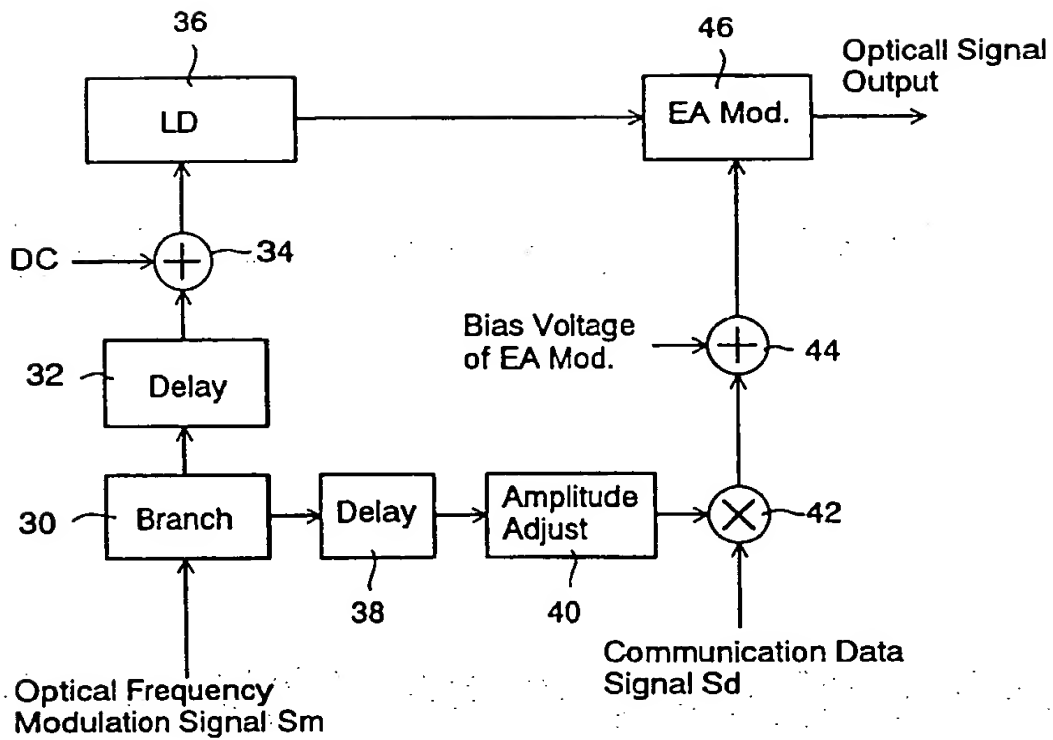 36
46
Opticall Signal
Output
LD
EA Mod.
DC
34
Bias Voltage
of EA Mod.
44
32
Delay
30
Branch
Delay
Amplitude
Adjust
42
38
40
Optical Frequency
Modulation Signal Sm
Communication Data
Signal Sd